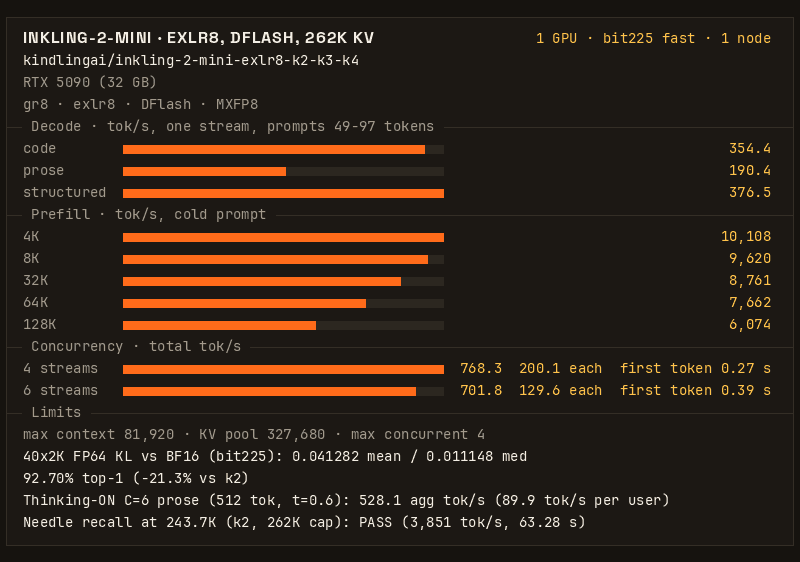 INKLING-2-MINI · EXLR8, DFLASH, 262K KV 1 GPU · bit225 fast · 1 node
kindlingai/inkling-2-mini-exlr8-k2-k3-k4
RTX 5090 (32 GB)
gr8 · exlr8 · DFlash · MXFP8
Decode · tok/s, one stream, prompts 49-97 tokens
code 354.4
prose 190.4
structured 376.5
Prefill · tok/s, cold prompt
4K 10,108
8K 9,620
32K 8,761
64K 7,662
128K 6,074
Concurrency · total tok/s
4 streams 768.3 200.1 each first token 0.27 s
6 streams 701.8 129.6 each first token 0.39 s
Limits
max context 81,920 · KV pool 327,680 · max concurrent 4
40x2K FP64 KL vs BF16 (bit225): 0.041282 mean / 0.011148 med
92.70% top-1 (-21.3% vs k2)
Thinking-ON C=6 prose (512 tok, t=0.6): 528.1 agg tok/s (89.9 tok/s per user)
Needle recall at 243.7K (k2, 262K cap): PASS (3,851 tok/s, 63.28 s)